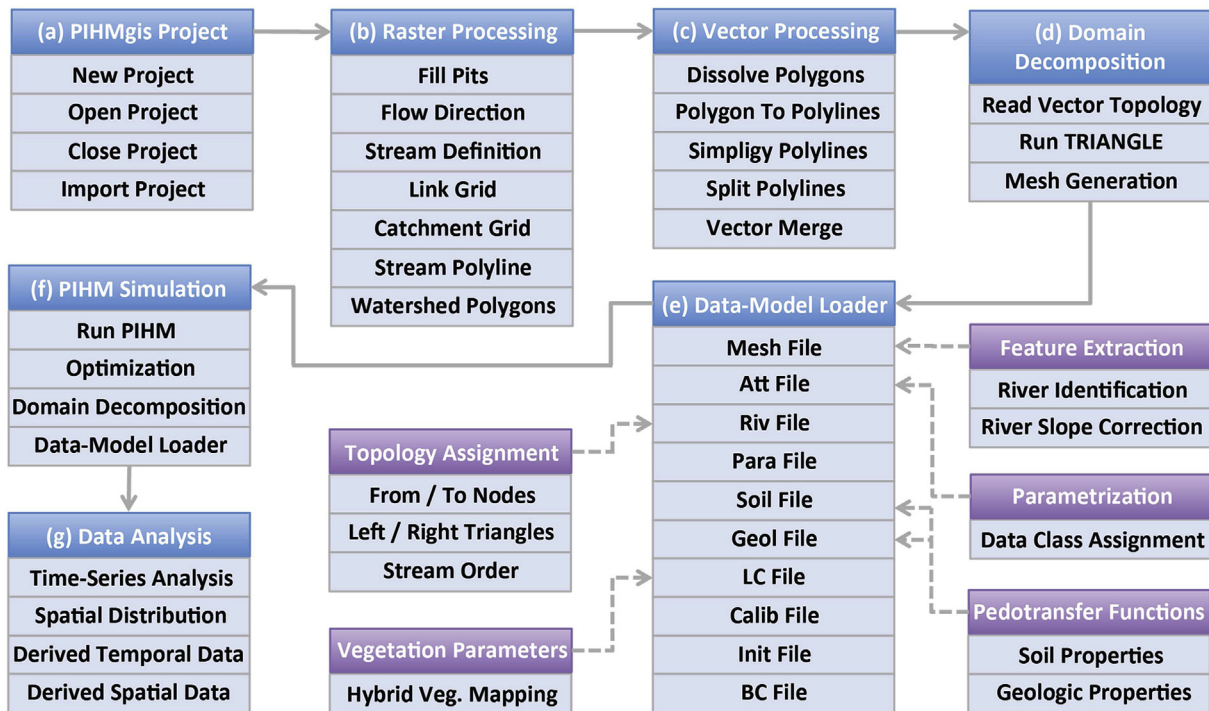 (a) PIHMgis Project
New Project
Open Project
Close Project
Import Project
(b) Raster Processing
Fill Pits
Flow Direction
Stream Definition
Link Grid
Catchment Grid
Stream Polyline
Watershed Polygons
(c) Vector Processing
Dissolve Polygons
Polygon To Polylines
Simpligy Polylines
Split Polylines
Vector Merge
(d) Domain
Decomposition
Read Vector Topology
Run TRIANGLE
Mesh Generation
(e) Data-Model Loader
Mesh File
Att File
Riv File
Para File
Soil File
Geol File
LC File
Calib File
Init File
BC File
Feature Extraction
River Identification
River Slope Correction
Parametrization
Data Class Assignment
Pedotransfer Functions
Soil Properties
Geologic Properties
Topology Assignment
From / To Nodes
Left / Right Triangles
Stream Order
Vegetation Parameters
Hybrid Veg. Mapping
(f) PIHM Simulation
Run PIHM
Optimization
Domain Decomposition
Data-Model Loader
(g) Data Analysis
Time-Series Analysis
Spatial Distribution
Derived Temporal Data
Derived Spatial Data